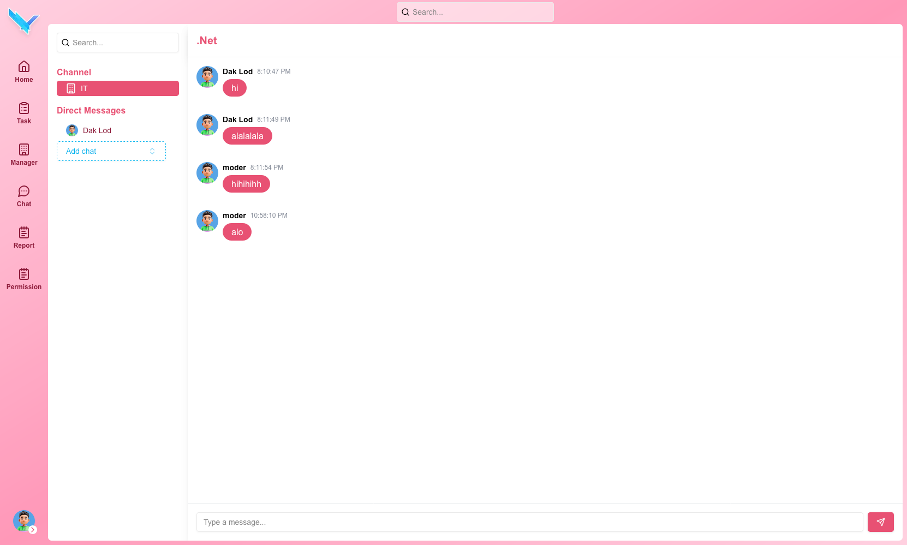 Search...
Home
Task
Manager
Chat
Report
Permission
Search...
Channel
IT
Direct Messages
Dak Lod
Add chat
.Net
Dak Lod 8:10:47 PM
hi
Dak Lod 8:11:49 PM
alalalala
moder 8:11:54 PM
hihihihh
moder 10:58:10 PM
alo
Type a message...